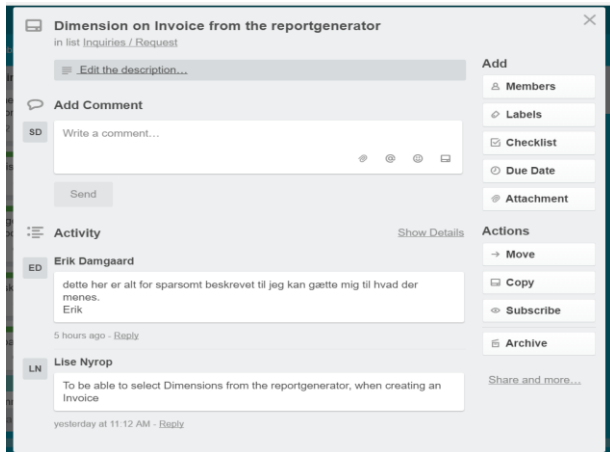 Dimension on Invoice from the reportgenerator
in list Inquiries / Request
Edit the description…
Add Comment
SD
Write a comment…
Send
Activity
Show Details
ED
Erik Damgaard
dette her er alt for sparsomt beskrevet til jeg kan gætte mig til hvad der
menes.
Erik
5 hours ago - Reply
LN
Lise Nyrop
To be able to select Dimensions from the reportgenerator, when creating an
Invoice
yesterday at 11:12 AM - Reply
Add
Members
Labels
Checklist
Due Date
Attachment
Actions
Move
Copy
Subscribe
Archive
Share and more…